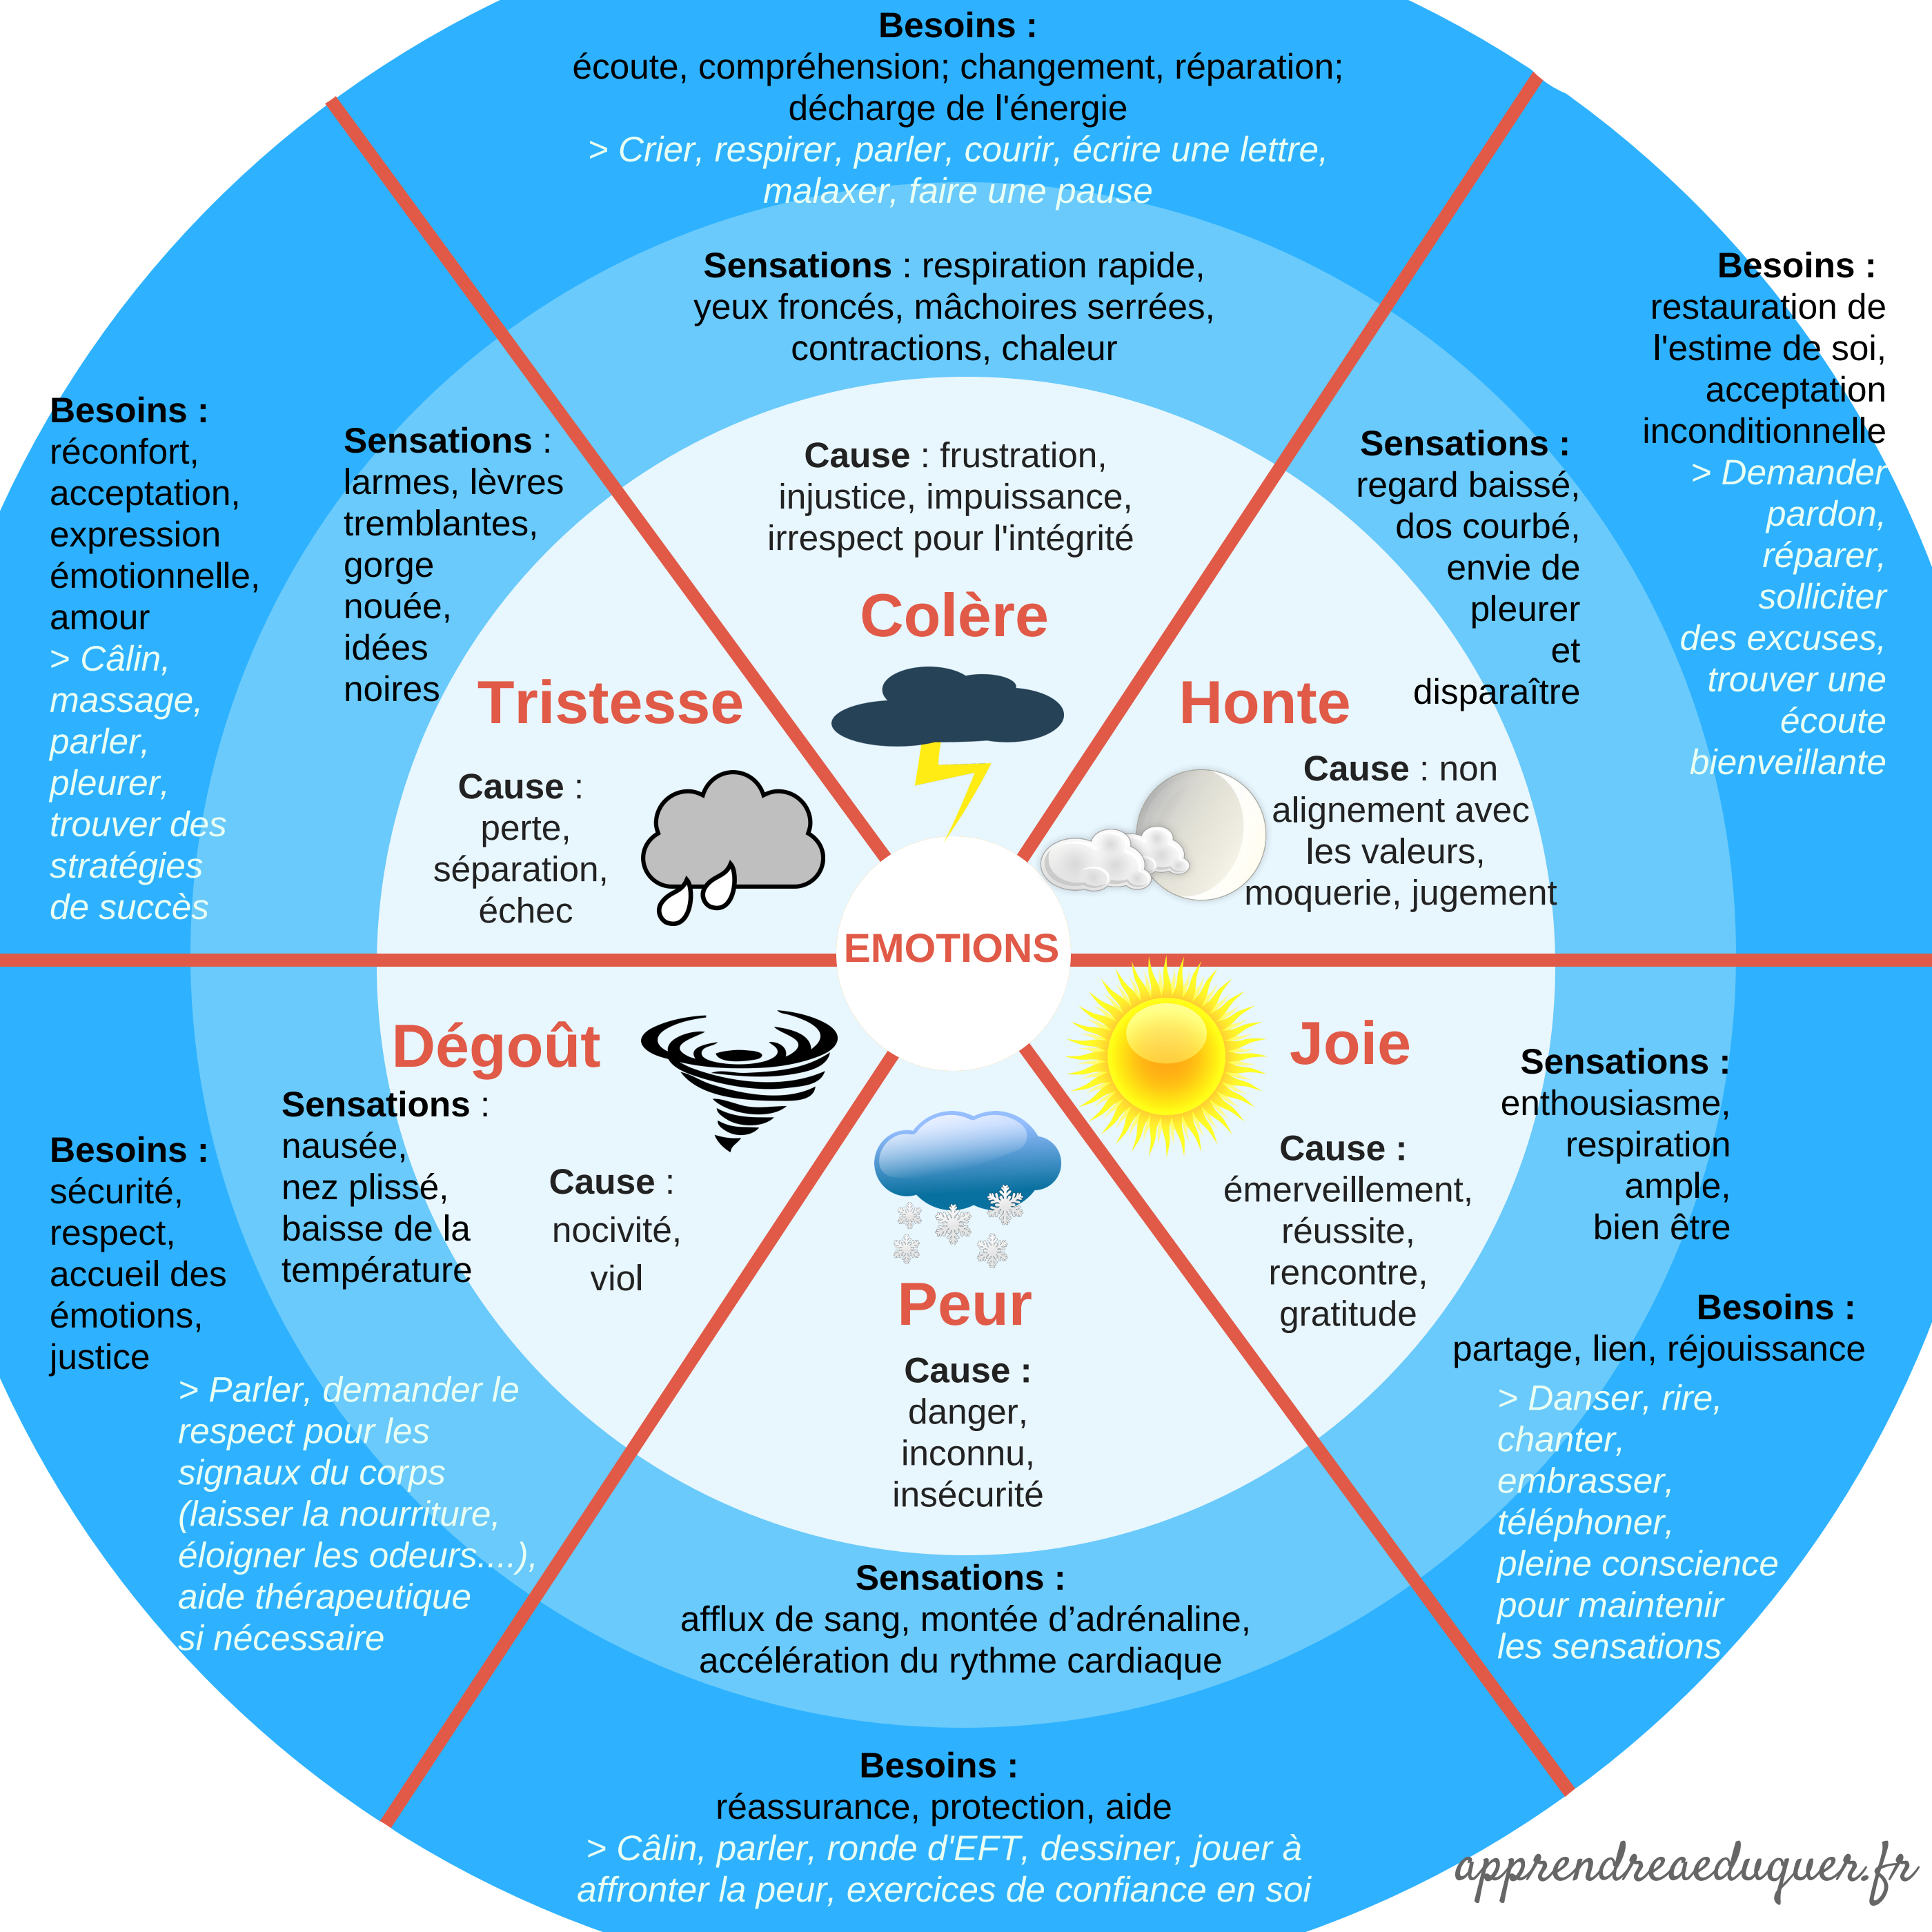 Besoins :
écoute, compréhension; changement, réparation;
décharge de l'énergie
> Crier, respirer, parler, courir, écrire une lettre,
malaxer, faire une pause
Sensations : respiration rapide,
yeux froncés, mâchoires serrées,
contractions, chaleur
Cause : frustration,
injustice, impuissance,
irrespect pour l'intégrité
Colère
Besoins :
restauration de
l'estime de soi,
acceptation
inconditionnelle
> Demander
pardon,
réparer,
solliciter
des excuses,
trouver une
écoute
bienveillante
Sensations :
regard baissé,
dos courbé,
envie de
pleurer
et
disparaître
Honte
Cause : non
alignement avec
les valeurs,
moquerie, jugement
Besoins :
réconfort,
acceptation,
expression
émotionnelle,
amour
> Câlin,
massage,
parler,
pleurer,
trouver des
stratégies
de succès
Sensations :
larmes, lèvres
tremblantes,
gorge
nouée,
idées
noires
Tristesse
Cause :
perte,
séparation,
échec
EMOTIONS
Dégoût
Sensations :
nausée,
nez plissé,
baisse de la
température
Cause :
nocivité,
viol
Besoins :
sécurité,
respect,
accueil des
émotions,
justice
> Parler, demander le
respect pour les
signaux du corps
(laisser la nourriture,
éloigner les odeurs....),
aide thérapeutique
si nécessaire
Joie
Sensations :
enthousiasme,
respiration
ample,
bien être
Cause :
émerveillement,
réussite,
rencontre,
gratitude
Besoins :
partage, lien, réjouissance
> Danser, rire,
chanter,
embrasser,
téléphoner,
pleine conscience
pour maintenir
les sensations
Peur
Cause :
danger,
inconnu,
insécurité
Sensations :
afflux de sang, montée d’adrénaline,
accélération du rythme cardiaque
Besoins :
réassurance, protection, aide
> Câlin, parler, ronde d'EFT, dessiner, jouer à
affronter la peur, exercices de confiance en soi
apprendreaeduquer.fr